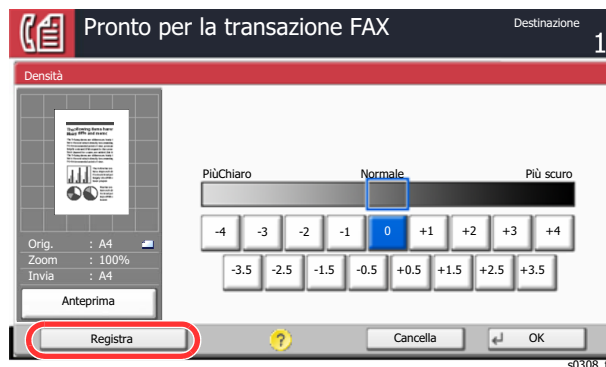 Pronto per la transazione FAX
Destinazione
1
Densità
PiùChiaro Normale Più scuro
-4 -3 -2 -1 0 +1 +2 +3 +4
-3.5 -2.5 -1.5 -0.5 +0.5 +1.5 +2.5 +3.5
Orig. : A4
Zoom : 100%
Invia : A4
Anteprima
Registra ? Cancella OK
s0308